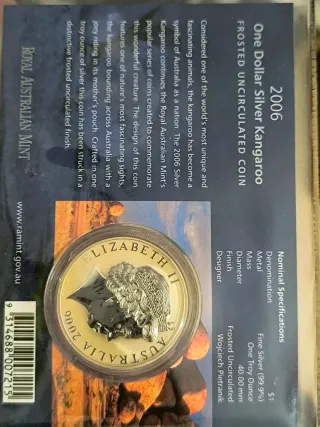 2006
One Dollar Silver Kangaroo
FROSTED UNCIRCULATED COIN
Considered one of the world's most unique and
fascinating animals, the kangaroo has become a
symbol of Australia as a nation. The 2006 Silver
Kangaroo continues the Royal Australian Mint's
popular series of coins created to commemorate
this wonderful creature. The design of this coin
features one of nature's most fascinating sights,
the kangaroo bounding across Australia with a
joey riding in its mother's pouch. Crafted in one
troy ounce of silver this coin has been struck in a
distinctive frosted uncirculated finish.
ROYAL AUSTRALIAN MINT
Nominal Specifications
Denomination $1
Metal Fine Silver (99.9%)
Mass One Troy Ounce
Diameter 40.00 mm
Finish Frosted Uncirculated
Designer Wojciech Pietranik
ELIZABETH II
AUSTRALIA 2006
www.ramint.gov.au
9 314688 007215